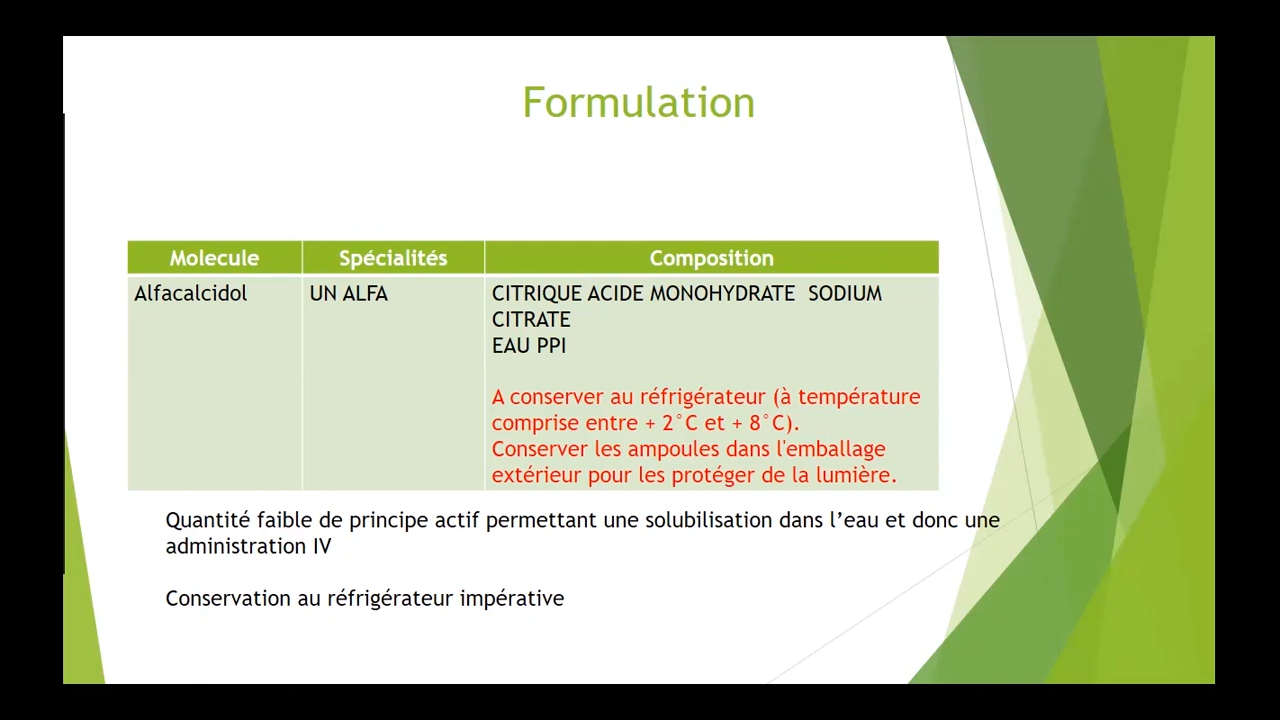 Formulation
Molecule Spécialités Composition
Alfacalcidol UN ALFA CITRIQUE ACIDE MONOHYDRATE SODIUM
CITRATE
EAU PPI
A conserver au réfrigérateur (à température
comprise entre + 2°C et + 8°C).
Conserver les ampoules dans l'emballage
extérieur pour les protéger de la lumière.
Quantité faible de principe actif permettant une solubilisation dans l’eau et donc une
administration IV
Conservation au réfrigérateur impérative